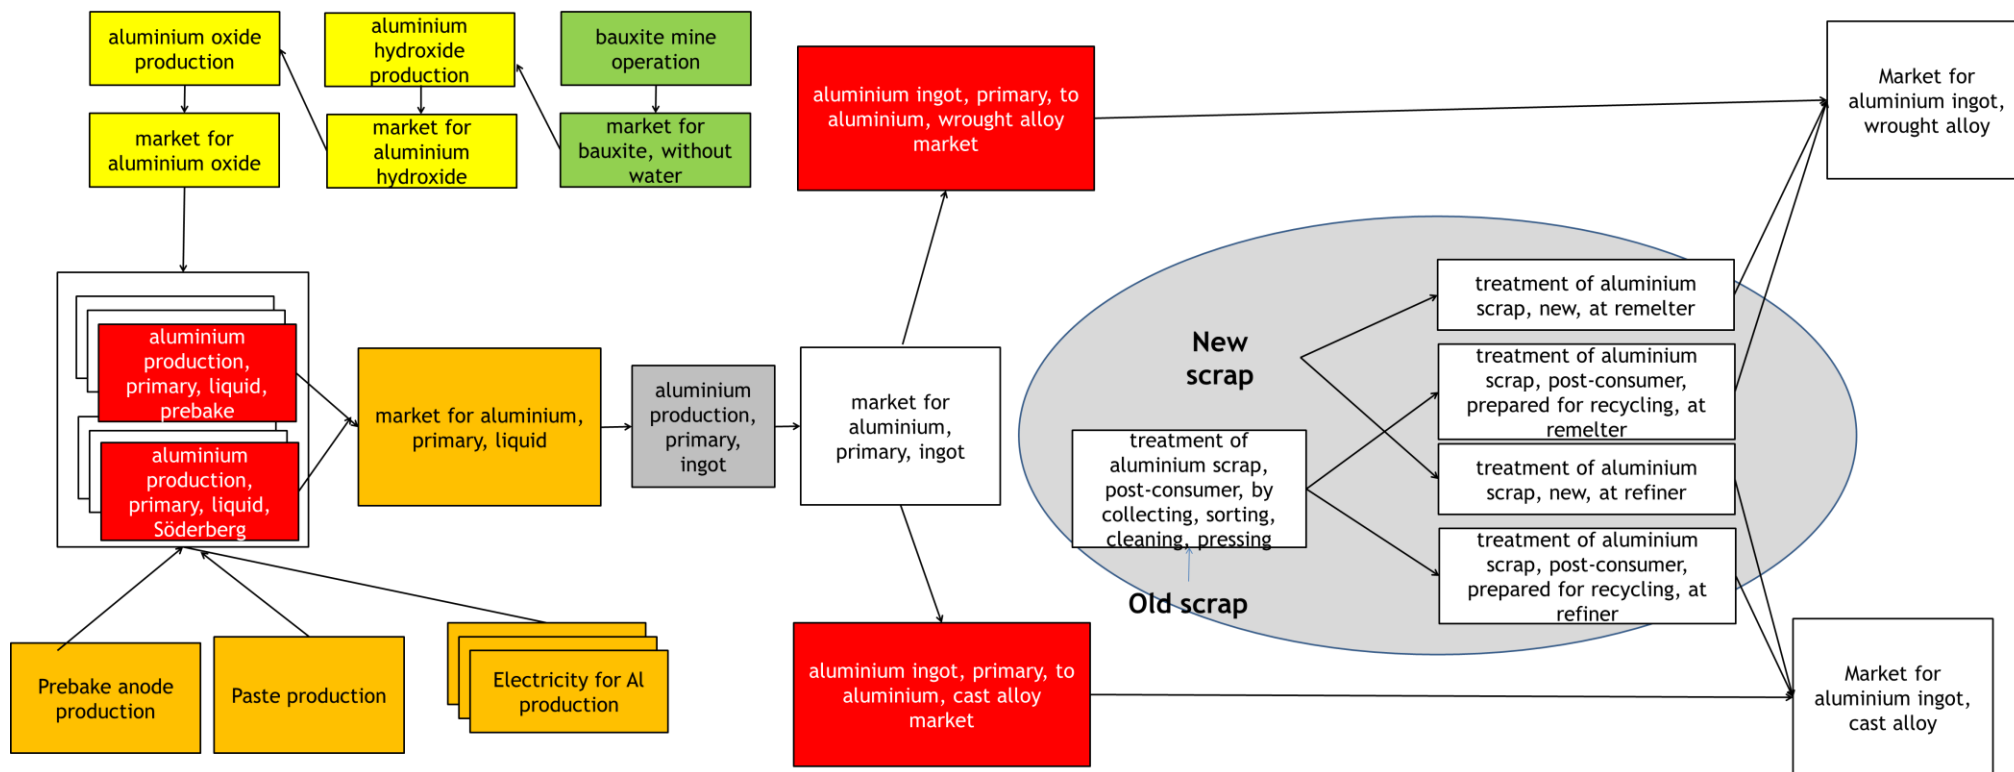 aluminium oxide
production
aluminium
hydroxide
production
bauxite mine
operation
market for
aluminium oxide
market for
aluminium
hydroxide
market for
bauxite, without
water
aluminium ingot, primary, to
aluminium, wrought alloy
market
Market for
aluminium ingot,
wrought alloy
aluminium
production,
primary, liquid,
prebake
aluminium
production,
primary, liquid,
Söderberg
market for aluminium,
primary, liquid
aluminium
production,
primary,
ingot
market for
aluminium,
primary, ingot
New
scrap
treatment of aluminium
scrap, new, at remelter
treatment of aluminium
scrap, post-consumer,
prepared for recycling, at
remelter
treatment of
aluminium scrap,
post-consumer, by
collecting, sorting,
cleaning, pressing
treatment of aluminium
scrap, new, at refiner
treatment of aluminium
scrap, post-consumer,
prepared for recycling, at
refiner
Old scrap
Prebake anode
production
Paste production
Electricity for Al
production
aluminium ingot, primary, to
aluminium, cast alloy
market
Market for
aluminium ingot,
cast alloy